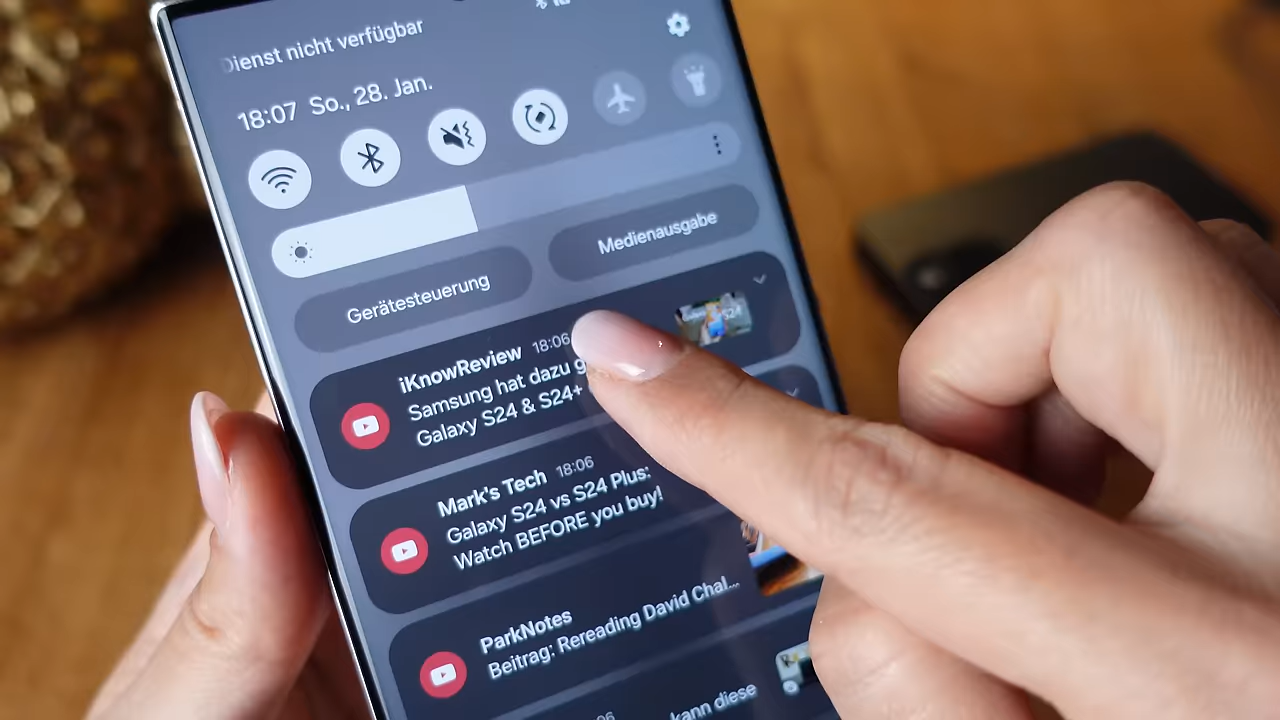 Dienst nicht verfügbar
18:07 So., 28. Jan.
Gerätesteuerung
Medienausgabe
iKnowReview 18:06
Samsung hat dazu
Galaxy S24 & S24+
S24
Mark's Tech 18:06
Galaxy S24 vs S24 Plus:
Watch BEFORE you buy!
ParkNotes
Beitrag: Rereading David Chal...
kann diese